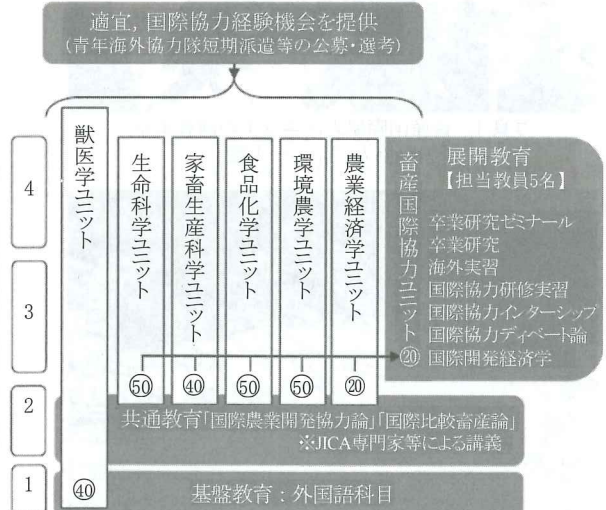 適宜,国際協力経験機会を提供
(青年海外協力隊短期派遣等の公募・選考)
4
3
2
1
獣医学ユニット
㊵
生命科学ユニット
㊿
家畜生産科学ユニット
㊵
食品化学ユニット
㊿
環境農学ユニット
㊿
農業経済学ユニット
⑳
畜産国際協力ユニット
⑳
展開教育
【担当教員5名】
卒業研究ゼミナール
卒業研究
海外実習
国際協力研修実習
国際協力インターシップ
国際協力ディベート論
国際開発経済学
共通教育「国際農業開発協力論」「国際比較畜産論」
※JICA専門家等による講義
基盤教育:外国語科目